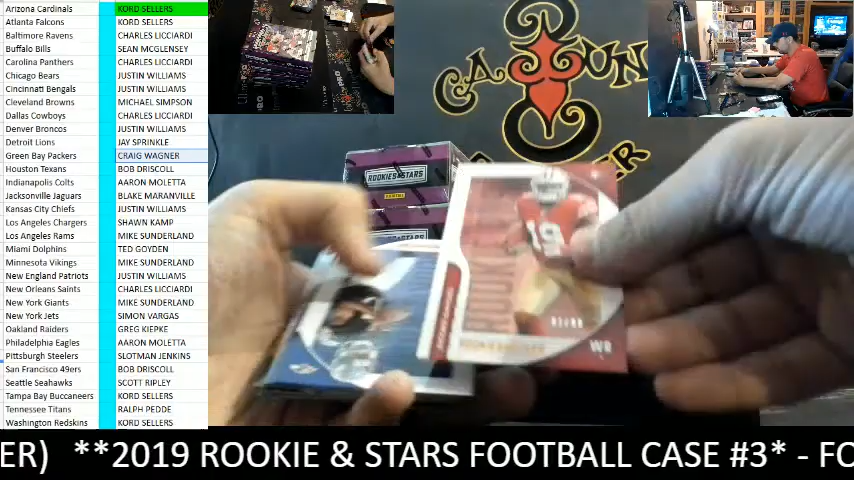 Arizona Cardinals KORD SELLERS
Atlanta Falcons KORD SELLERS
Baltimore Ravens CHARLES LICCIARDI
Buffalo Bills SEAN MCGLENSEY
Carolina Panthers CHARLES LICCIARDI
Chicago Bears JUSTIN WILLIAMS
Cincinnet Bengals JUSTIN WILLIAMS
Cleveland Browns MICHAEL SIMPSON
Dallas Cowboys CHARLES LICCIARDI
Denver Broncos JUSTIN WILLIAMS
Detroit Lions JAY SPRINKLE
Green Bay Packers CRAIG WAGNER
Houston Texans BOB DRISCOLL
Indianapolis Colts AARON MOLETTA
Jacksonville Jaguars BLAKE MARANVILLE
Kansas City Chiefs JUSTIN WILLIAMS
Los Angeles Chargers SHAWN KAMP
Los Angeles Rams MIKE SUNDERLAND
Miami Dolphins TED GOYDEN
Minnesota Vikings MIKE SUNDERLAND
New England Patriots JUSTIN WILLIAMS
New Orleans Saints CHARLES LICCIARDI
New York Giants MIKE SUNDERLAND
New York Jets SIMON VARGAS
Oakland Raiders GREG KIEPKE
Philadelphia Eagles AARON MOLETTA
Pittsburgh Steelers SLOTMAN JENKINS
San Francisco 49ers BOB DRISCOLL
Seattle Seahawks SCOTT RIPLEY
Tampa Bay Buccaneers KORD SELLERS
Tennessee Titans RALPH PEDDE
Washington Redskins KORD SELLERS
CAJUN
ROOKIES & STARS
19
WR
ER) **2019 ROOKIE & STARS FOOTBALL CASE #3* - FO